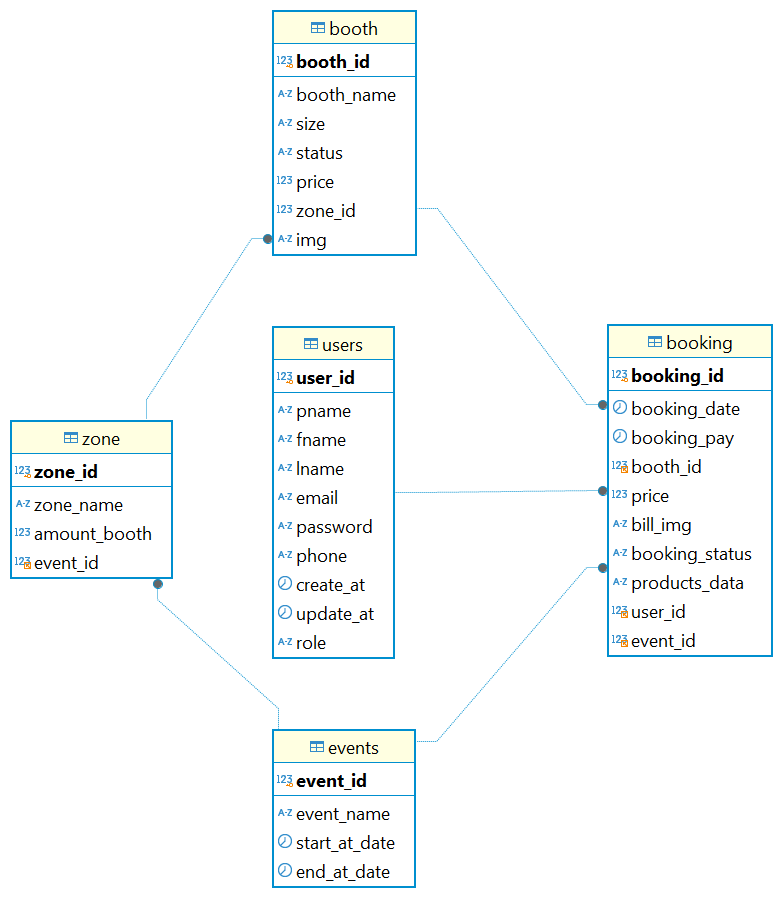 booth
123 booth_id
A-Z booth_name
A-Z size
A-Z status
123 price
123 zone_id
A-Z img
users
123 user_id
A-Z pname
A-Z fname
A-Z lname
A-Z email
A-Z password
A-Z phone
create_at
update_at
A-Z role
booking
123 booking_id
booking_date
booking_pay
123 booth_id
123 price
A-Z bill_img
A-Z booking_status
A-Z products_data
123 user_id
123 event_id
zone
123 zone_id
A-Z zone_name
123 amount_booth
123 event_id
events
123 event_id
A-Z event_name
start_at_date
end_at_date